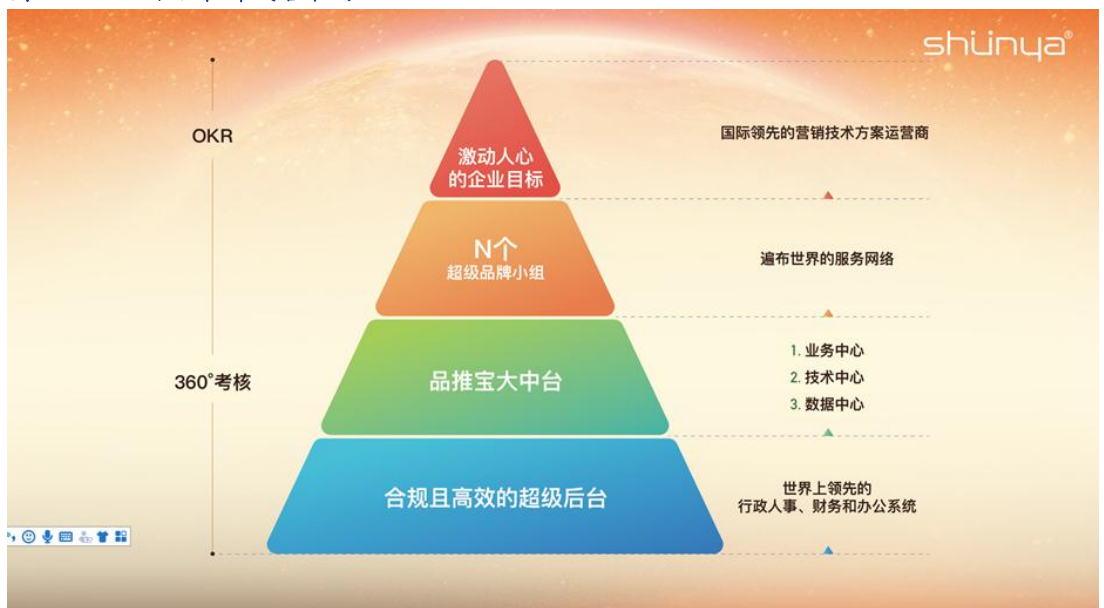 shünya®
OKR
激动人心
的企业目标
国际领先的营销技术方案运营商
N个
超级品牌小组
遍布世界的服务网络
360°考核
品推宝大中台
1. 业务中心
2. 技术中心
3. 数据中心
合规且高效的超级后台
世界上领先的
行政人事、财务和办公系统